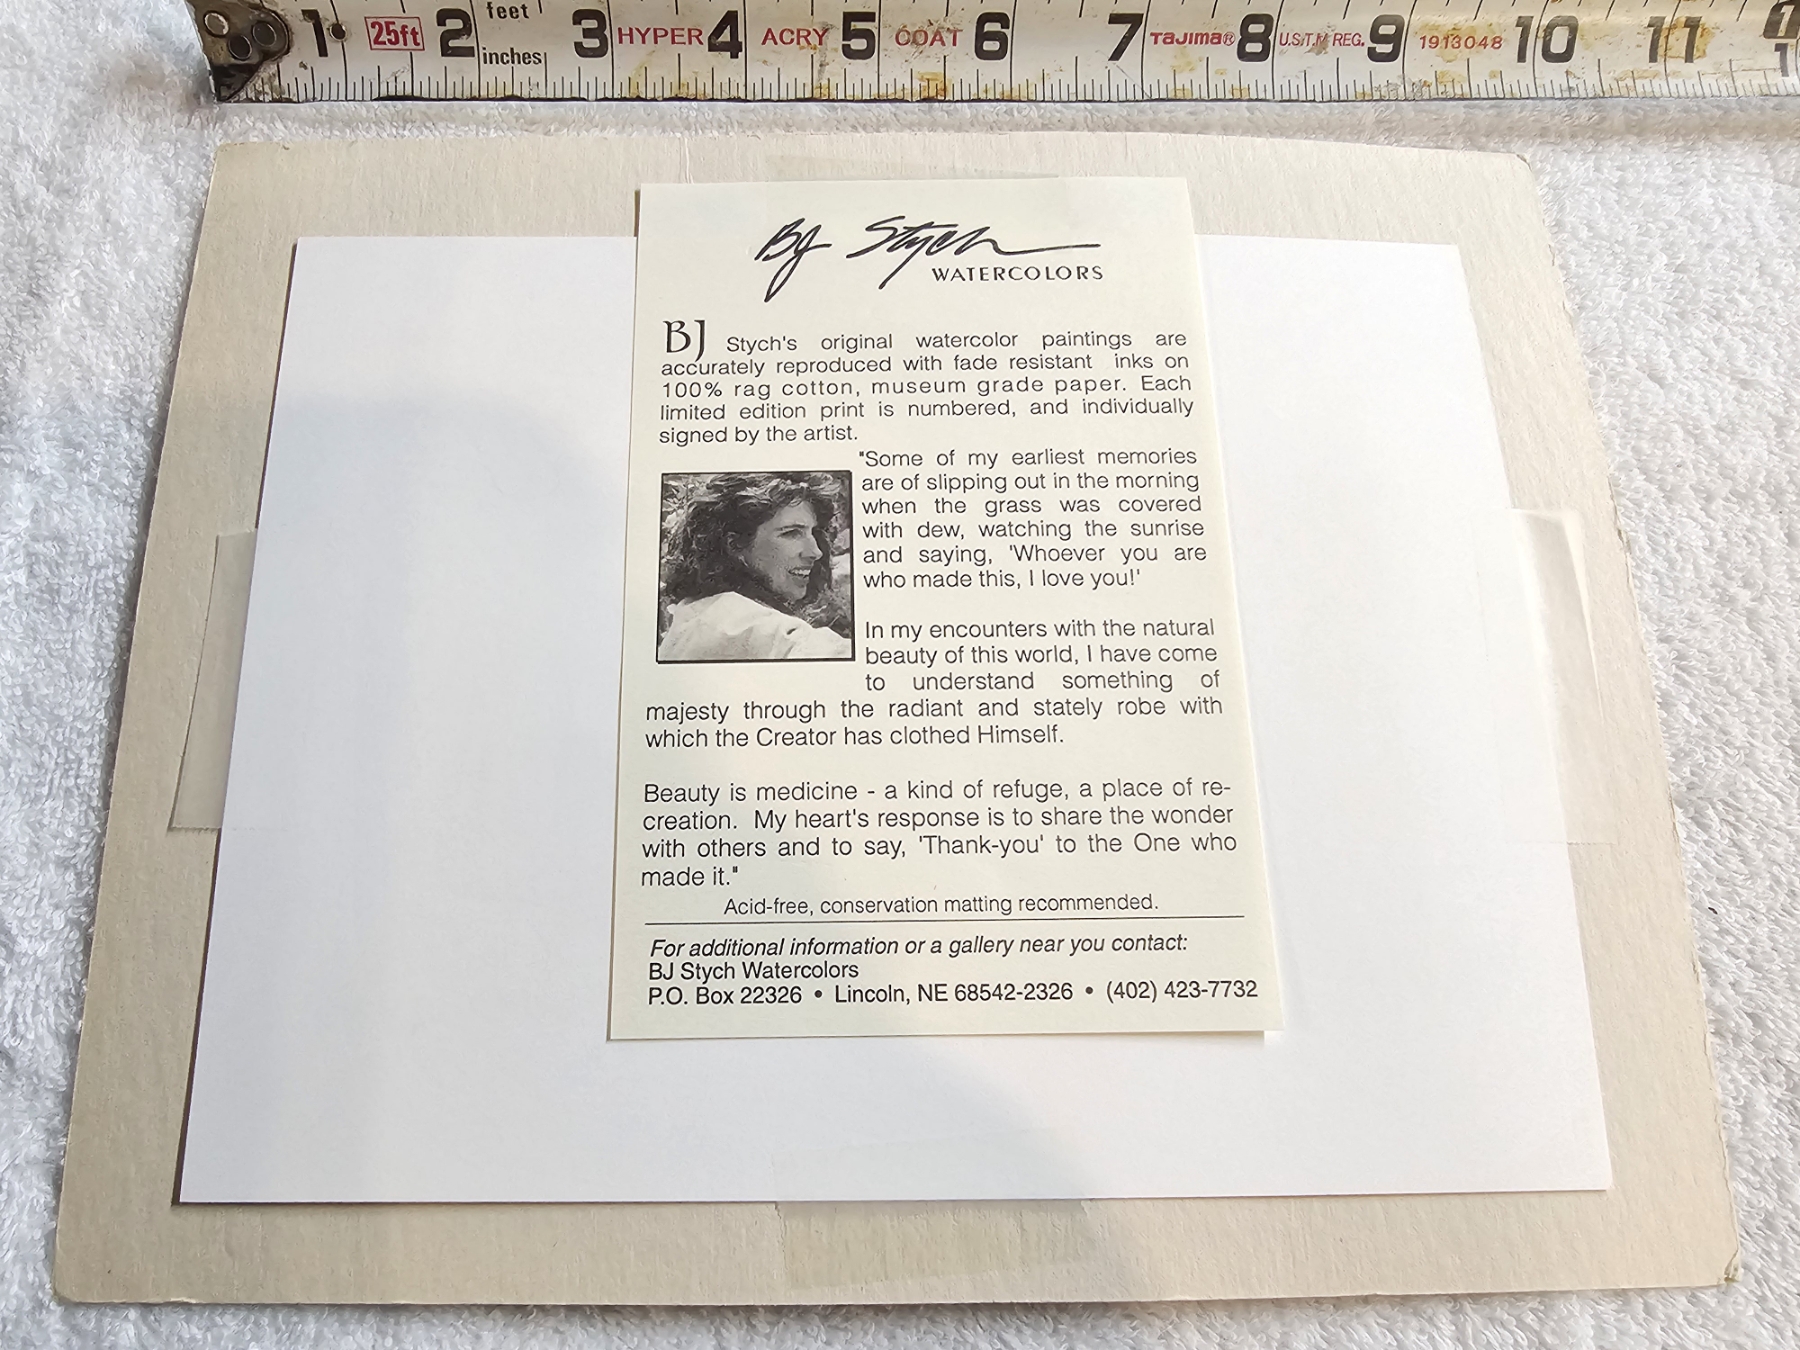 1 25ft 2 feet inches 3 HYPER 4 ACRY 5 COAT 6 7 TAJIMA® 8 U.S.T.M REG. 9 1913048 10 11 1
BJ Stych
WATERCOLORS
BJ Stych's original watercolor paintings are
accurately reproduced with fade resistant inks on
100% rag cotton, museum grade paper. Each
limited edition print is numbered, and individually
signed by the artist.
"Some of my earliest memories
are of slipping out in the morning
when the grass was covered
with dew, watching the sunrise
and saying, 'Whoever you are
who made this, I love you!'
In my encounters with the natural
beauty of this world, I have come
to understand something of
majesty through the radiant and stately robe with
which the Creator has clothed Himself.
Beauty is medicine - a kind of refuge, a place of re-
creation. My heart's response is to share the wonder
with others and to say, 'Thank-you' to the One who
made it."
Acid-free, conservation matting recommended.
For additional information or a gallery near you contact:
BJ Stych Watercolors
P.O. Box 22326 • Lincoln, NE 68542-2326 • (402) 423-7732